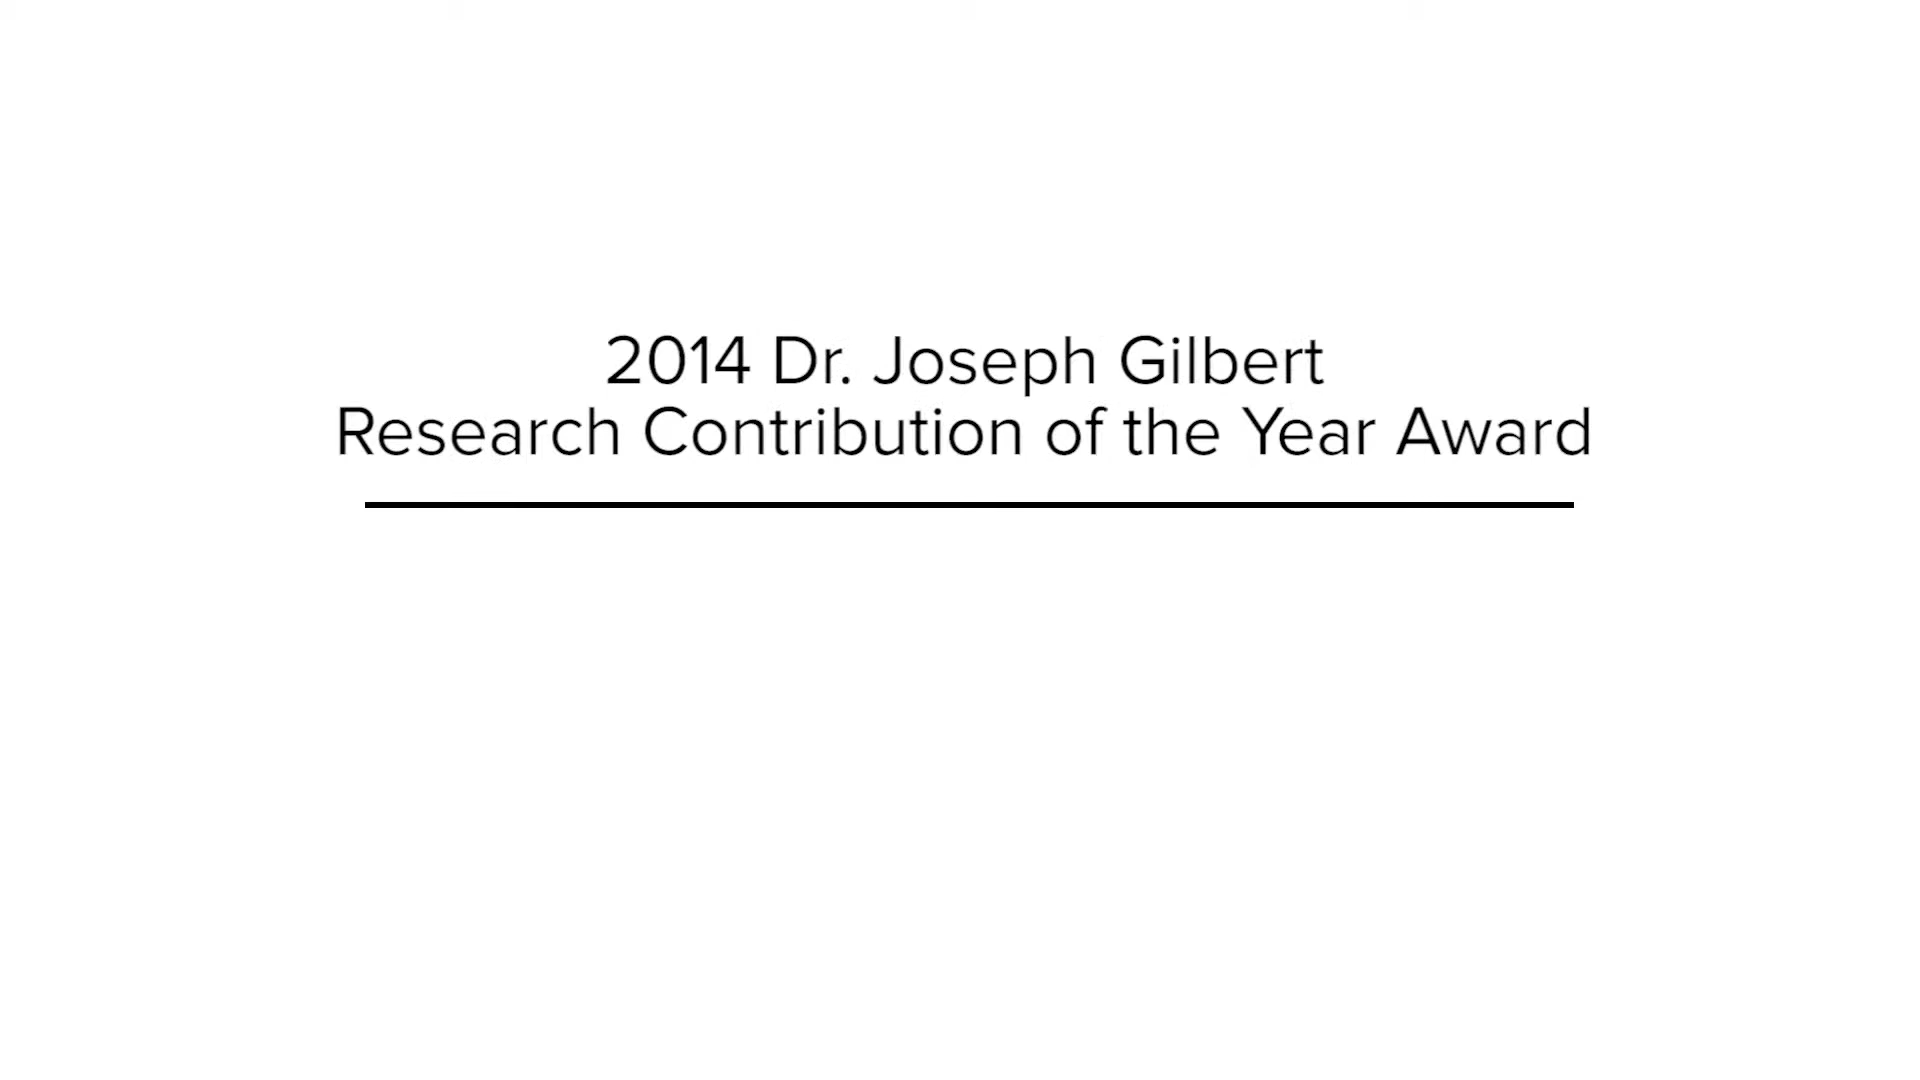 2014 Dr. Joseph Gilbert
Research Contribution of the Year Award